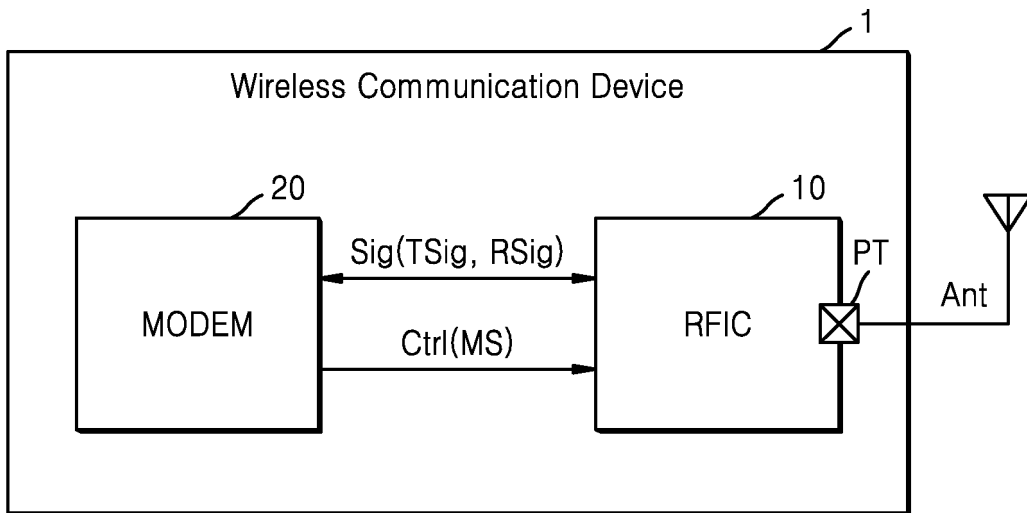 1
Wireless Communication Device
20
10
Sig(TSig, RSig)
PT
Ant
MODEM
RFIC
Ctrl(MS)